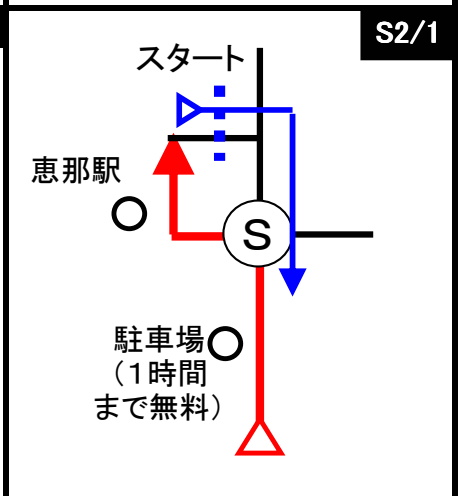 S2/1
スタート
恵那駅
S
駐車場
（1時間
まで無料）